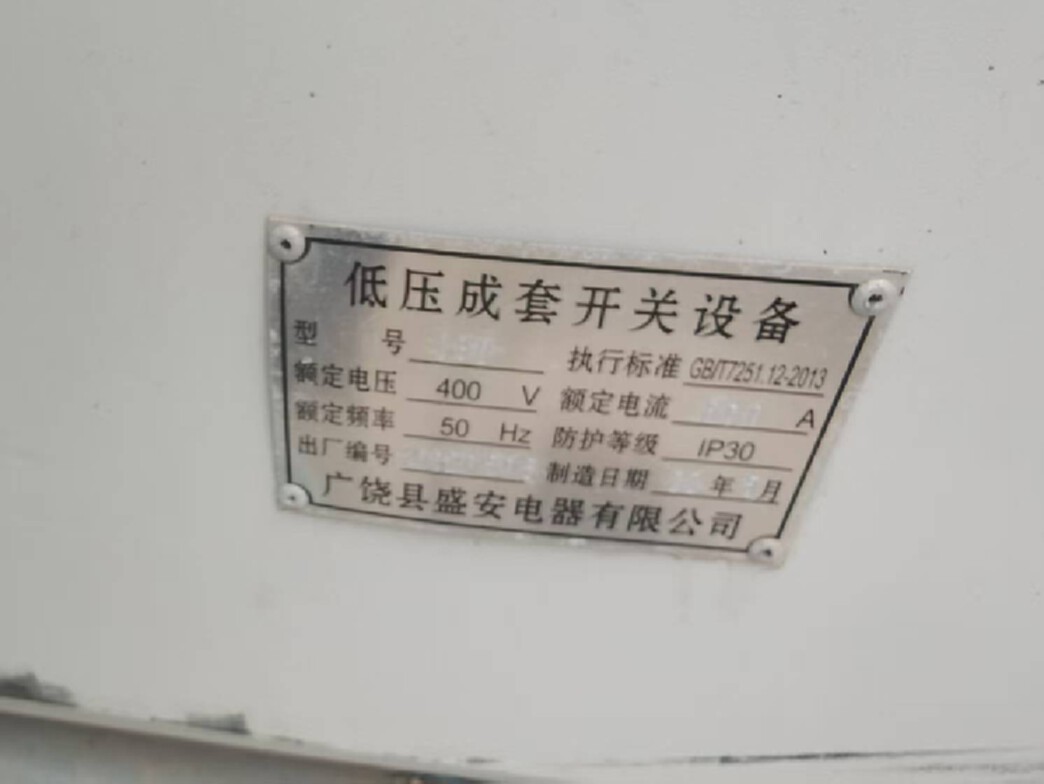 低压成套开关设备
型 号 执行标准 GB/T7251.12-2013
额定电压 400 V 额定电流 A
额定频率 50 Hz 防护等级 IP30
出厂编号 制造日期 年 月
广饶县盛安电器有限公司